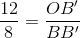 12/8 = OB′/BB′